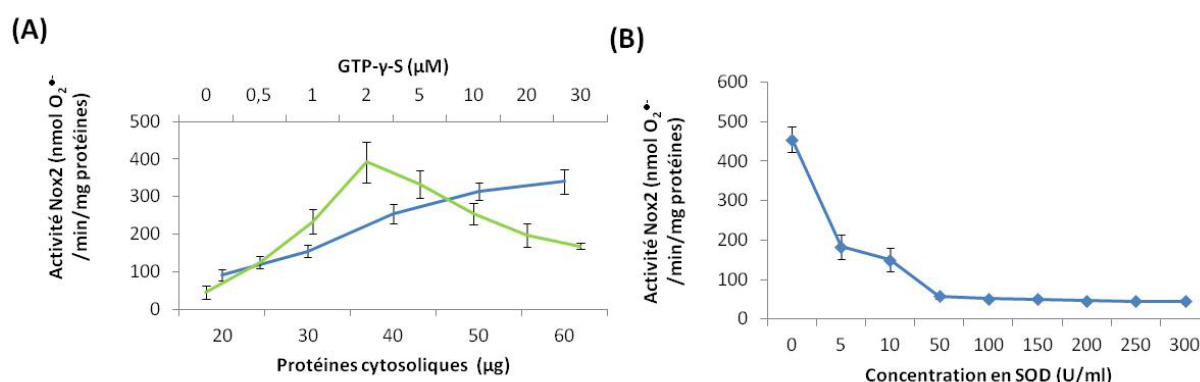 (A)
GTP-γ-S (µM)
0 0,5 1 2 5 10 20 30
Activité Nox2 (nmol O₂•-
/min/mg protéines)
500
400
300
200
100
0
20 30 40 50 60
Protéines cytosoliques (µg)
(B)
Activité Nox2 (nmol O₂•-
/min/mg protéines)
600
500
400
300
200
100
0
0 5 10 50 100 150 200 250 300
Concentration en SOD (U/ml)